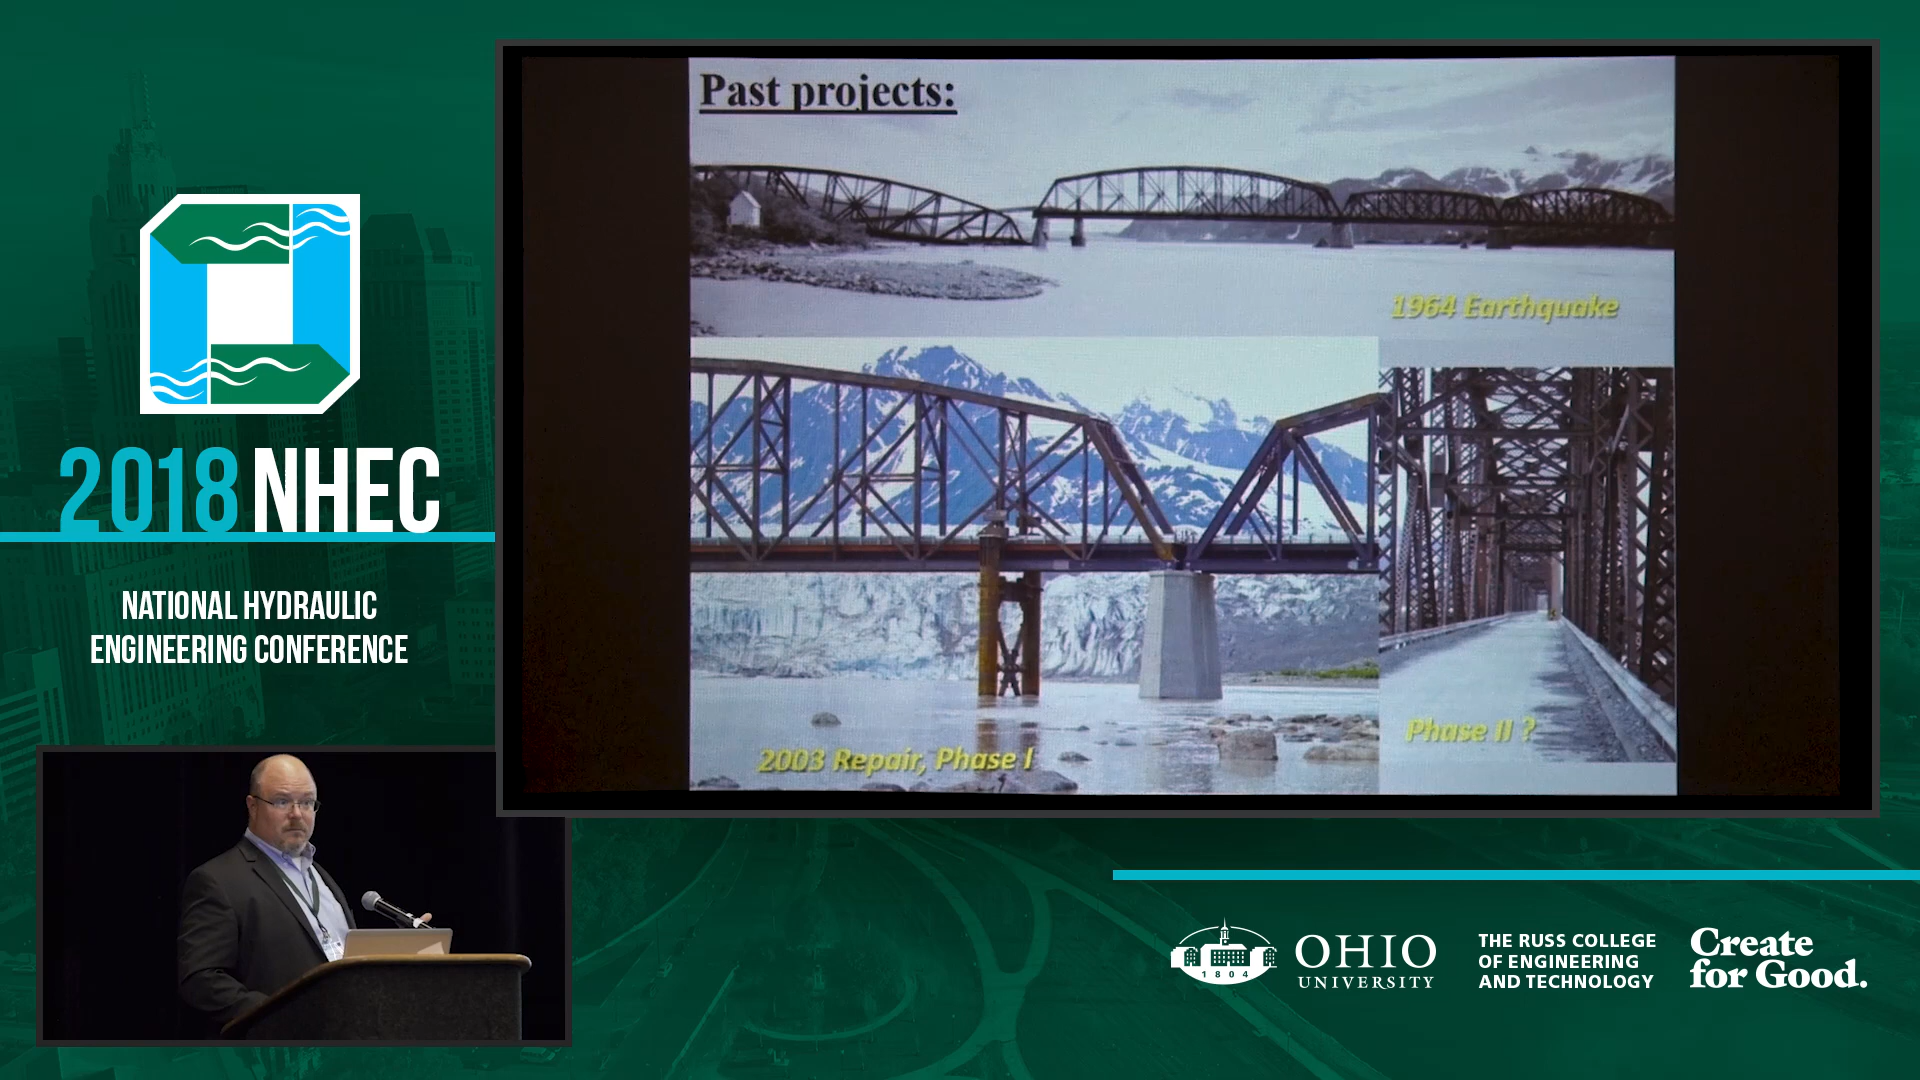 2018 NHEC
NATIONAL HYDRAULIC
ENGINEERING CONFERENCE
Past projects:
1964 Earthquake
2003 Repair, Phase I
Phase II ?
1804
OHIO
UNIVERSITY
THE RUSS COLLEGE
OF ENGINEERING
AND TECHNOLOGY
Create
for Good.